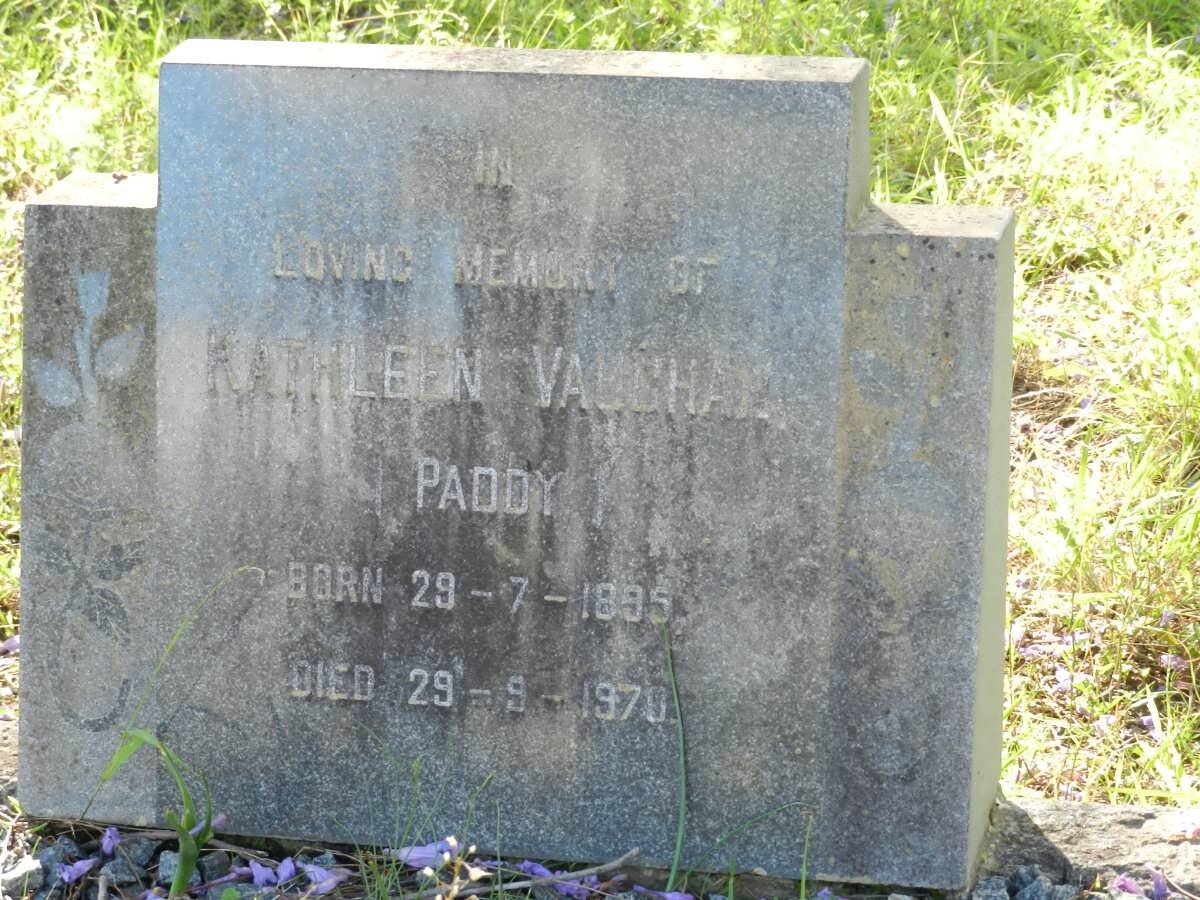 IN
LOVING MEMORY OF
KATHLEEN VAUGHAN
( PADDY )
BORN 29 - 7 - 1895.
DIED 29 - 9 - 1970.